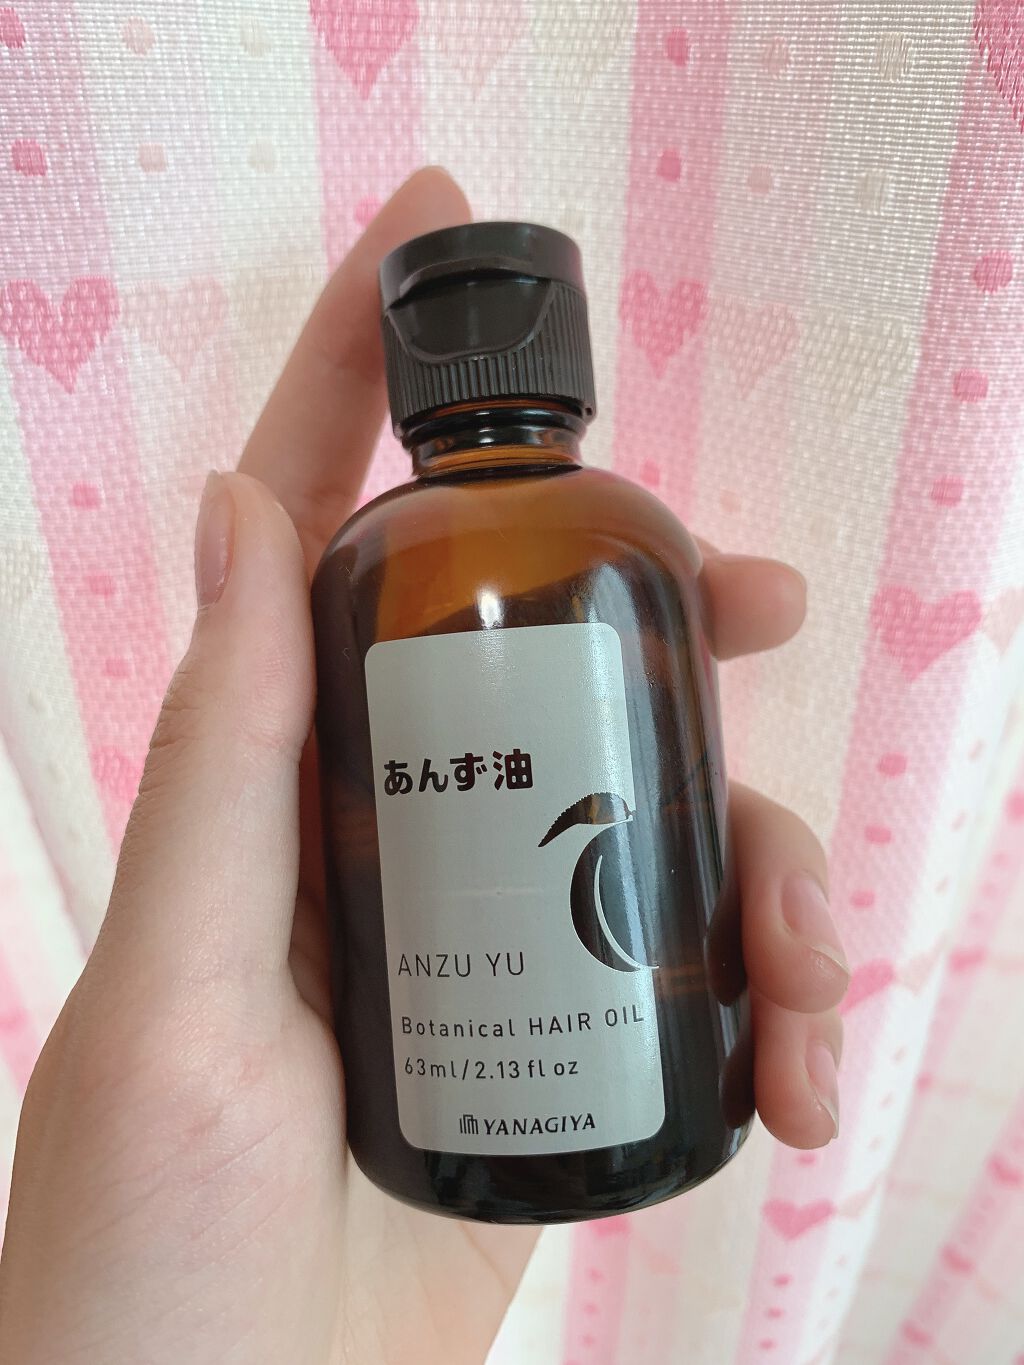 あんず油
ANZU YU
Botanical HAIR OIL
63ml/2.13 fl oz
YANAGIYA